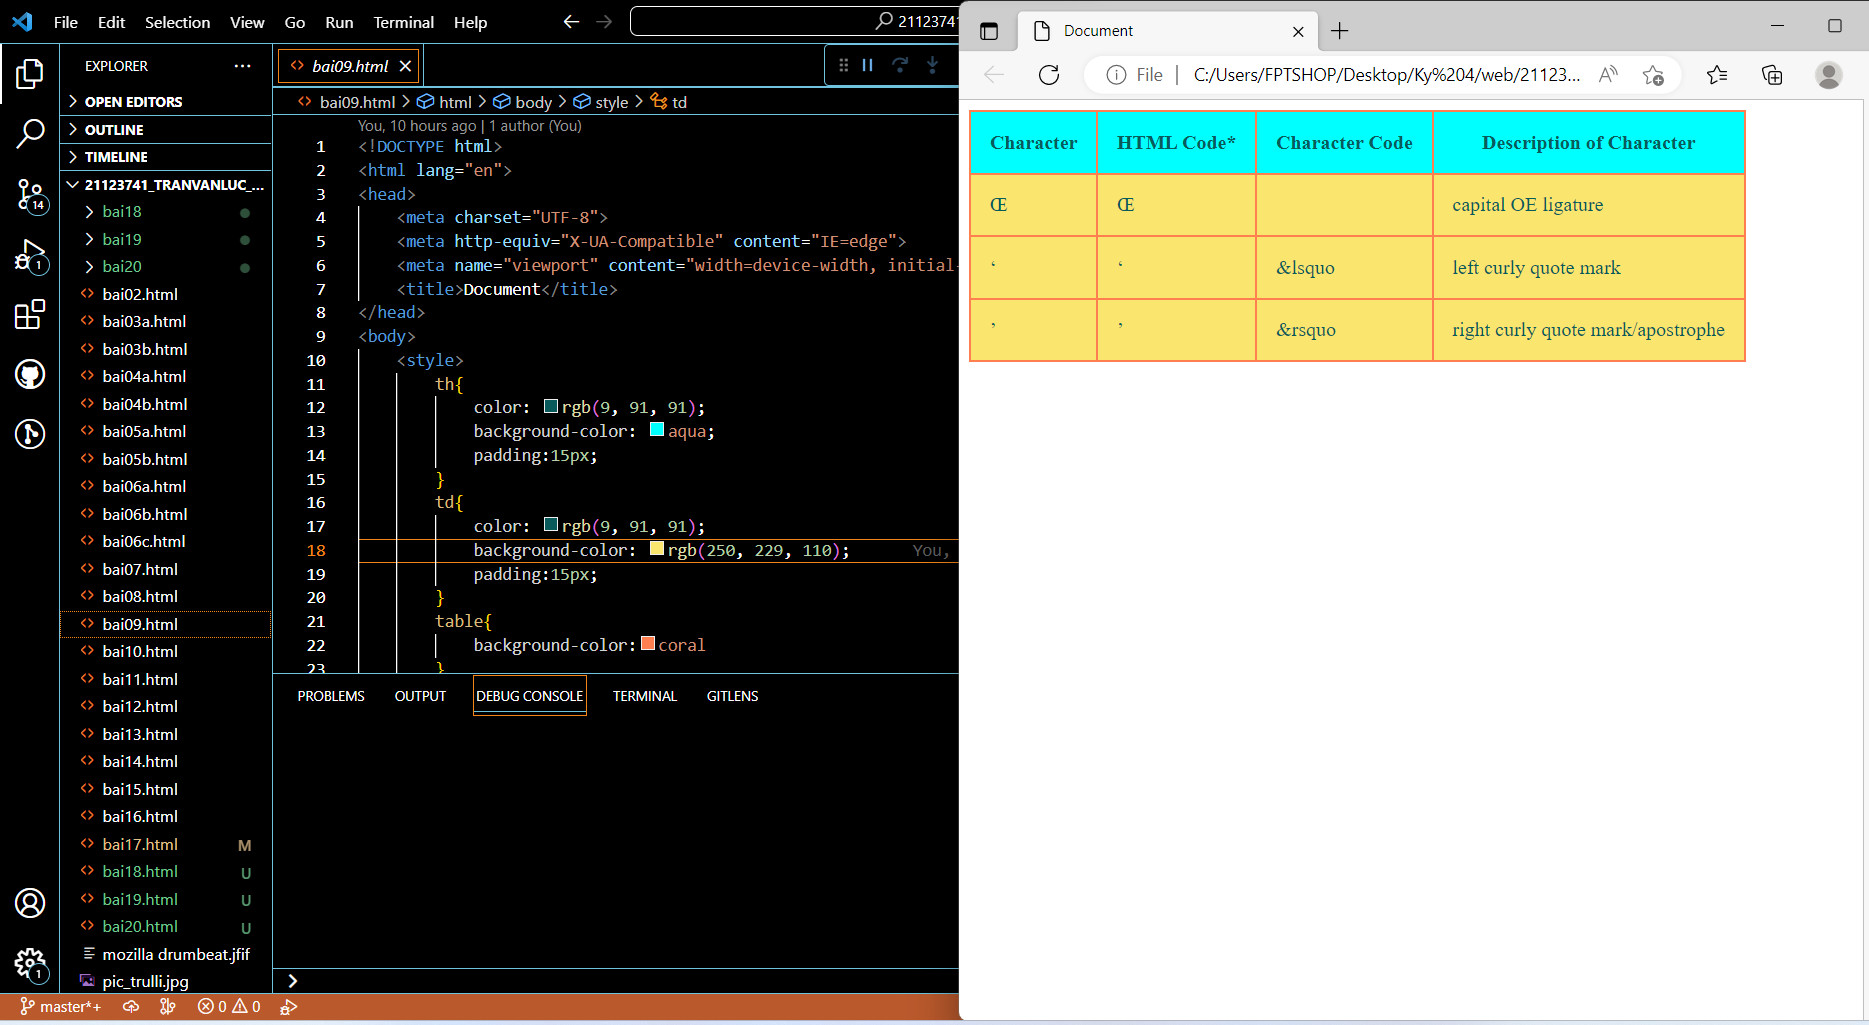 File Edit Selection View Go Run Terminal Help
2112374
EXPLORER
OPEN EDITORS
OUTLINE
TIMELINE
21123741_TRANVANLUC_...
bai18
bai19
bai20
bai02.html
bai03a.html
bai03b.html
bai04a.html
bai04b.html
bai05a.html
bai05b.html
bai06a.html
bai06b.html
bai06c.html
bai07.html
bai08.html
bai09.html
bai10.html
bai11.html
bai12.html
bai13.html
bai14.html
bai15.html
bai16.html
bai17.html M
bai18.html U
bai19.html U
bai20.html U
mozilla drumbeat.jfif
pic_trulli.jpg
14
1
1
bai09.html
bai09.html > html > body > style > td
You, 10 hours ago | 1 author (You)
1 <!DOCTYPE html>
2 <html lang="en">
3 <head>
4 <meta charset="UTF-8">
5 <meta http-equiv="X-UA-Compatible" content="IE=edge">
6 <meta name="viewport" content="width=device-width, initial-
7 <title>Document</title>
8 </head>
9 <body>
10 <style>
11 th{
12 color: rgb(9, 91, 91);
13 background-color: aqua;
14 padding:15px;
15 }
16 td{
17 color: rgb(9, 91, 91);
18 background-color: rgb(250, 229, 110); You,
19 padding:15px;
20 }
21 table{
22 background-color: coral
23 }
PROBLEMS OUTPUT DEBUG CONSOLE TERMINAL GITLENS
master*+ 0 0
Document
File C:/Users/FPTSHOP/Desktop/Ky%204/web/21123...
Character HTML Code* Character Code Description of Character
Œ Œ capital OE ligature
‘ ‘ &lsquo left curly quote mark
’ ’ &rsquo right curly quote mark/apostrophe